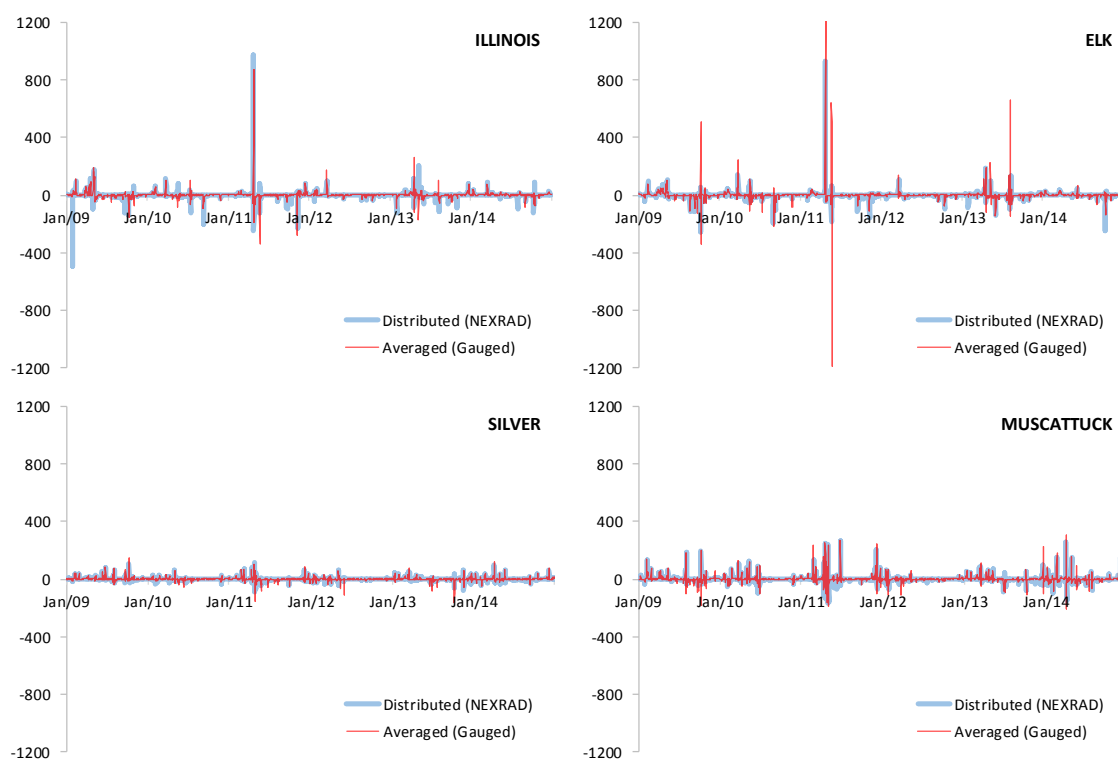 ILLINOIS
1200
800
400
0
-400
-800
-1200
Jan/09 Jan/10 Jan/11 Jan/12 Jan/13 Jan/14
Distributed (NEXRAD)
Averaged (Gauged)
ELK
1200
800
400
0
-400
-800
-1200
Jan/09 Jan/10 Jan/11 Jan/12 Jan/13 Jan/14
Distributed (NEXRAD)
Averaged (Gauged)
SILVER
1200
800
400
0
-400
-800
-1200
Jan/09 Jan/10 Jan/11 Jan/12 Jan/13 Jan/14
Distributed (NEXRAD)
Averaged (Gauged)
MUSCATTUCK
1200
800
400
0
-400
-800
-1200
Jan/09 Jan/10 Jan/11 Jan/12 Jan/13 Jan/14
Distributed (NEXRAD)
Averaged (Gauged)